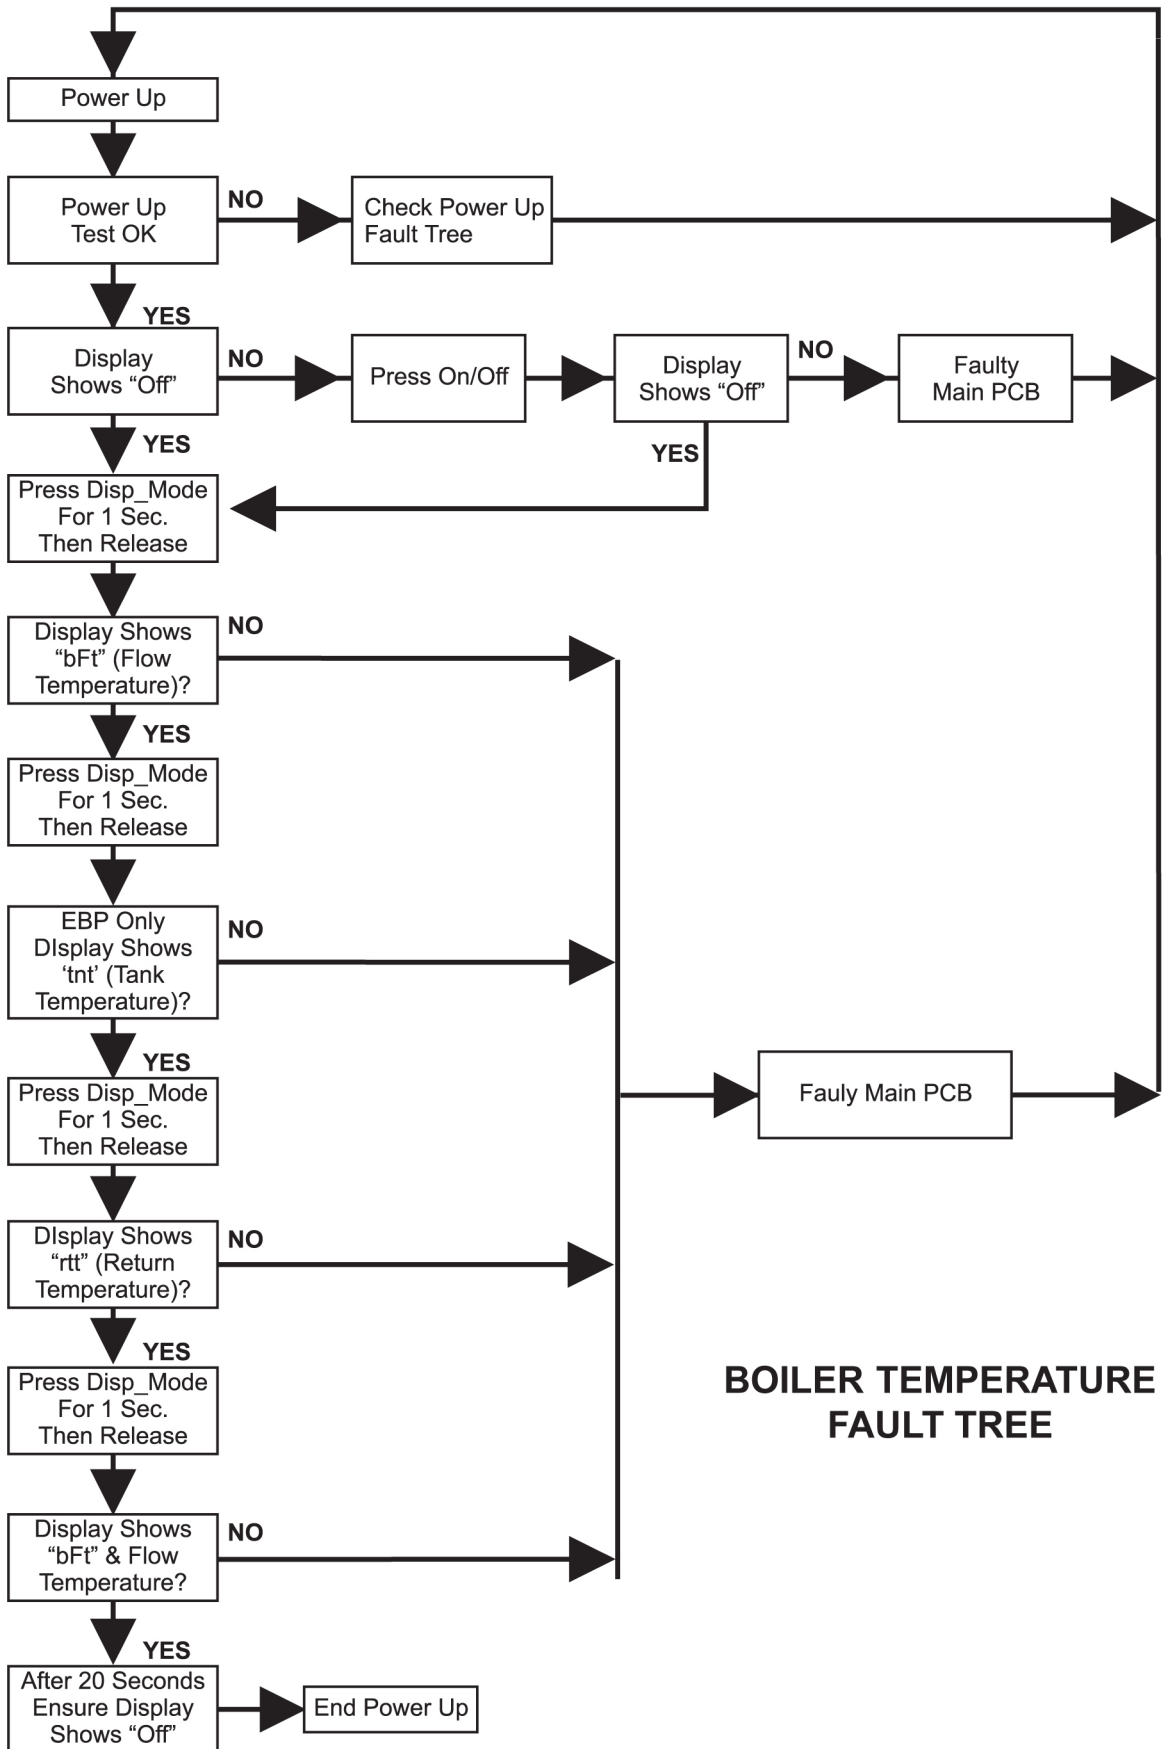 Power Up
Power Up
Test OK
NO
Check Power Up
Fault Tree
YES
Display
Shows “Off”
NO
Press On/Off
Display
Shows “Off”
NO
Faulty
Main PCB
YES
YES
Press Disp_Mode
For 1 Sec.
Then Release
Display Shows
“bFt” (Flow
Temperature)?
NO
YES
Press Disp_Mode
For 1 Sec.
Then Release
EBP Only
DIsplay Shows
‘tnt’ (Tank
Temperature)?
NO
YES
Press Disp_Mode
For 1 Sec.
Then Release
Fauly Main PCB
DIsplay Shows
“rtt” (Return
Temperature)?
NO
YES
Press Disp_Mode
For 1 Sec.
Then Release
BOILER TEMPERATURE
FAULT TREE
Display Shows
“bFt” & Flow
Temperature?
NO
YES
After 20 Seconds
Ensure Display
Shows “Off”
End Power Up